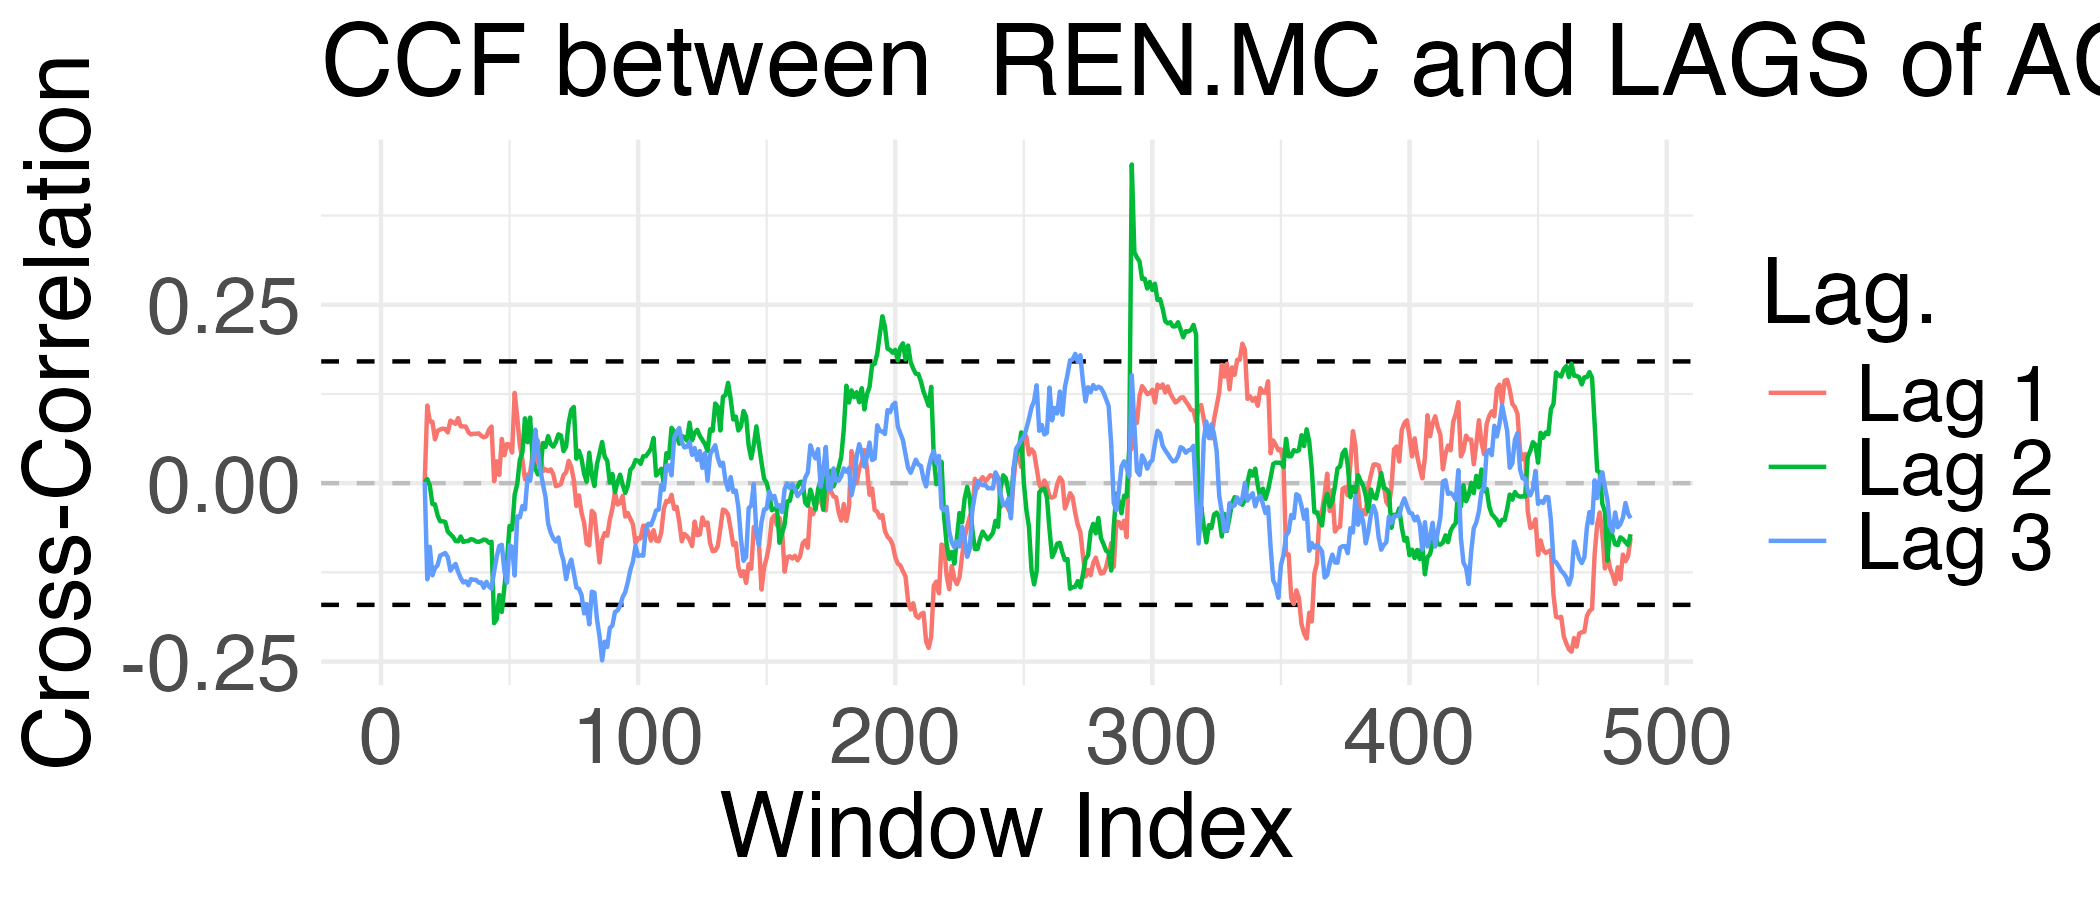 CCF between REN.MC and LAGS of
Cross-Correlation
0.25
0.00
-0.25
0 100 200 300 400 500
Window Index
Lag.
Lag 1
Lag 2
Lag 3